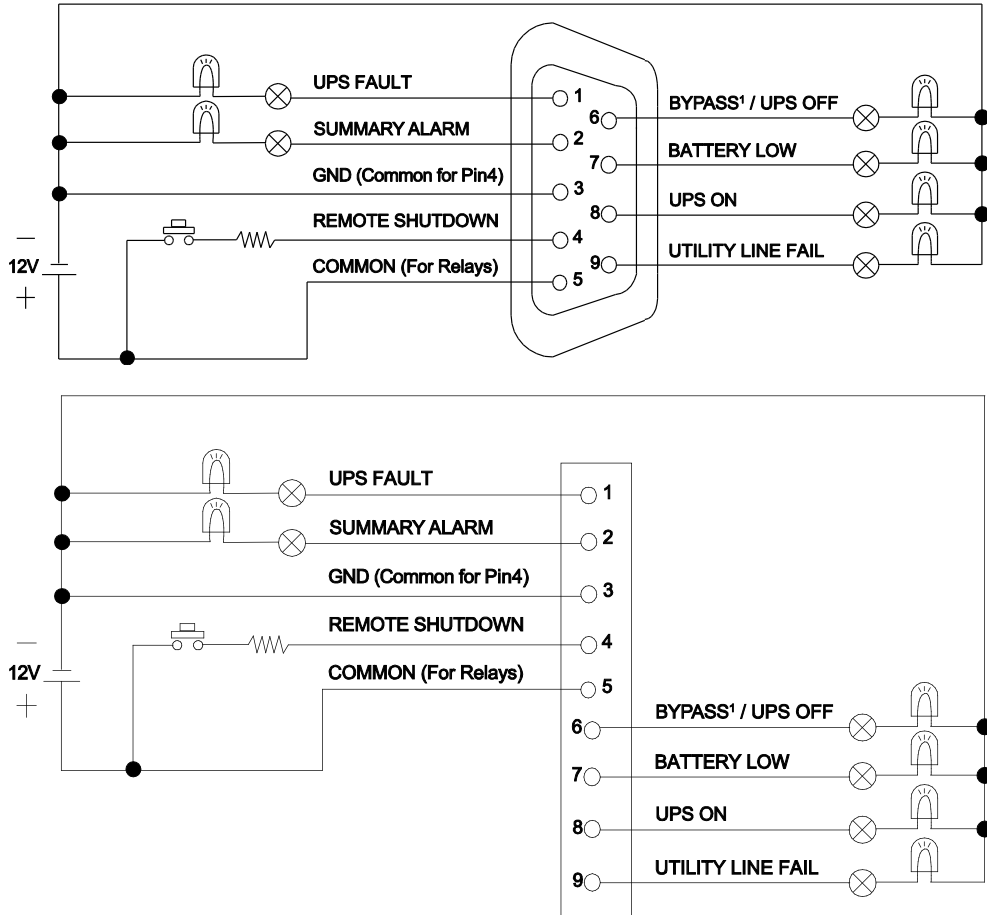 UPS FAULT
1
BYPASS¹ / UPS OFF
6
SUMMARY ALARM
2
BATTERY LOW
7
GND (Common for Pin4)
3
UPS ON
8
REMOTE SHUTDOWN
4
UTILITY LINE FAIL
9
COMMON (For Relays)
5
−
12V
+
UPS FAULT
1
SUMMARY ALARM
2
GND (Common for Pin4)
3
REMOTE SHUTDOWN
4
−
12V
+
COMMON (For Relays)
5
BYPASS¹ / UPS OFF
6
BATTERY LOW
7
UPS ON
8
UTILITY LINE FAIL
9